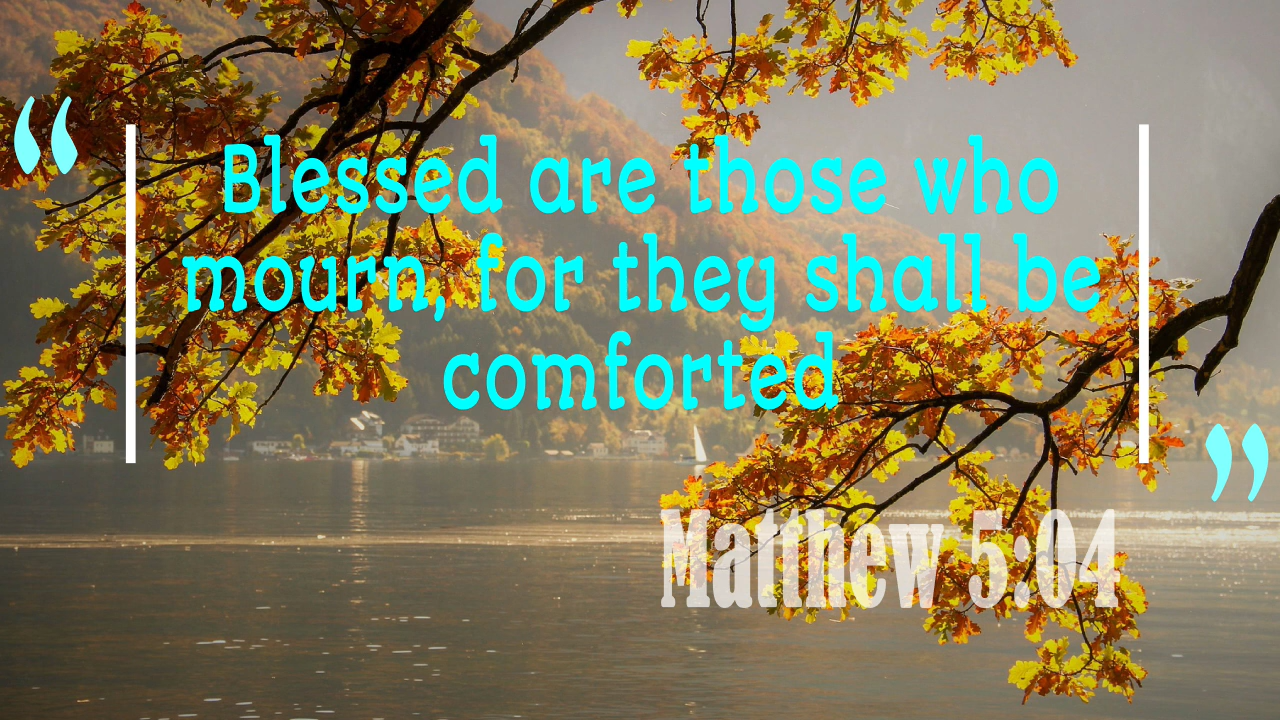 “
Blessed are those who
mourn, for they shall be
comforted
”
Matthew 5:04